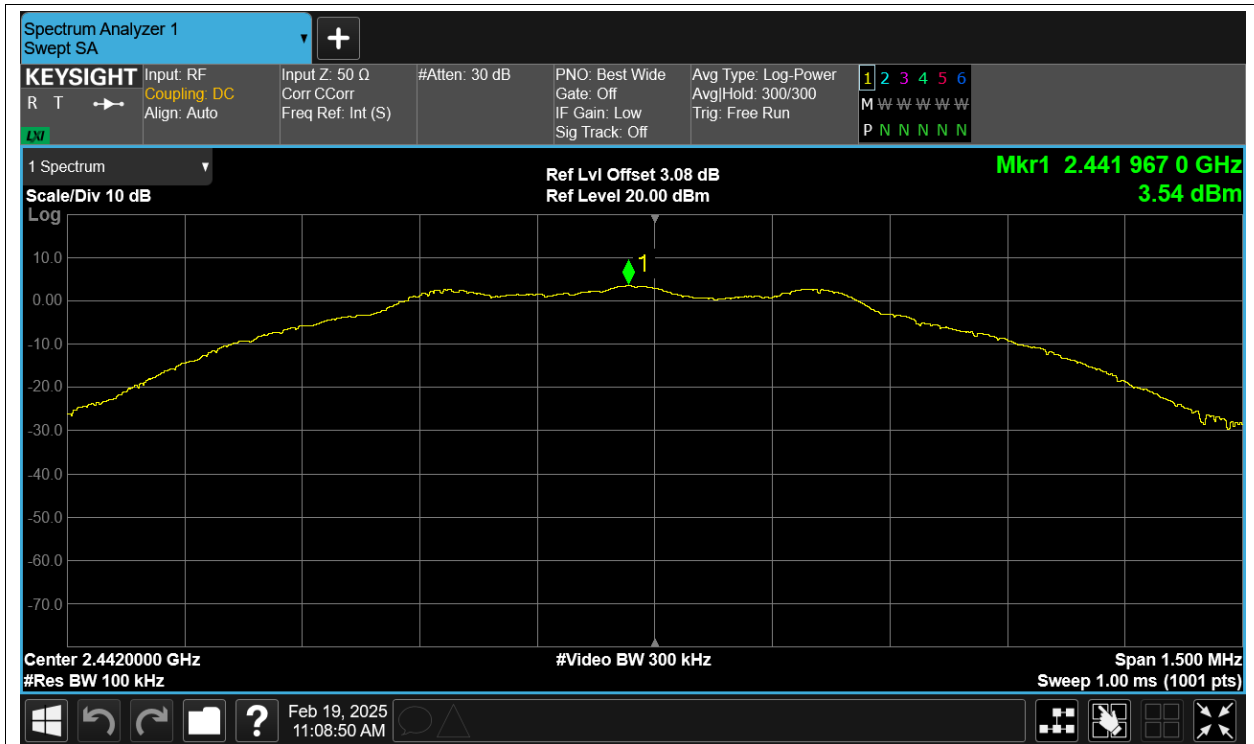 Spectrum Analyzer 1
Swept SA
+
KEYSIGHT
R T
LXI
Input: RF
Coupling: DC
Align: Auto
Input Z: 50 Ω
Corr CCorr
Freq Ref: Int (S)
#Atten: 30 dB
PNO: Best Wide
Gate: Off
IF Gain: Low
Sig Track: Off
Avg Type: Log-Power
Avg|Hold: 300/300
Trig: Free Run
1 2 3 4 5 6
M W W W W W
P N N N N N
1 Spectrum
Scale/Div 10 dB
Log
Ref Lvl Offset 3.08 dB
Ref Level 20.00 dBm
Mkr1 2.441 967 0 GHz
3.54 dBm
1
10.0
0.00
-10.0
-20.0
-30.0
-40.0
-50.0
-60.0
-70.0
Center 2.4420000 GHz
#Res BW 100 kHz
#Video BW 300 kHz
Span 1.500 MHz
Sweep 1.00 ms (1001 pts)
?
Feb 19, 2025
11:08:50 AM